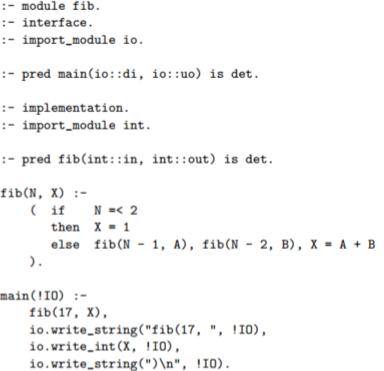 :- module fib.
:- interface.
:- import_module io.

:- pred main(io::di, io::uo) is det.

:- implementation.
:- import_module int.

:- pred fib(int::in, int::out) is det.

fib(N, X) :-
    ( if    N =< 2
      then  X = 1
      else  fib(N - 1, A), fib(N - 2, B), X = A + B
    ).

main(!IO) :-
    fib(17, X),
    io.write_string("fib(17, ", !IO),
    io.write_int(X, !IO),
    io.write_string(")\n", !IO).